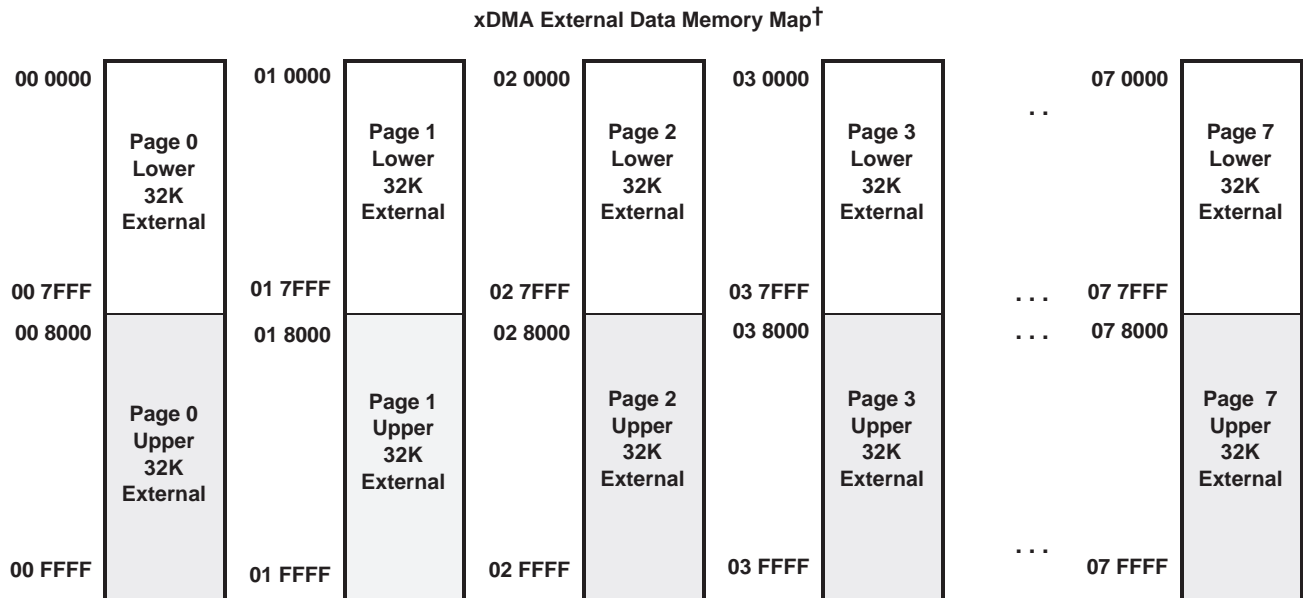 xDMA External Data Memory Map†
00 0000
01 0000
02 0000
03 0000
07 0000
. .
Page 0
Lower
32K
External
Page 1
Lower
32K
External
Page 2
Lower
32K
External
Page 3
Lower
32K
External
Page 7
Lower
32K
External
00 7FFF
01 7FFF
02 7FFF
03 7FFF
. . .
07 7FFF
00 8000
01 8000
02 8000
03 8000
. . .
07 8000
Page 0
Upper
32K
External
Page 1
Upper
32K
External
Page 2
Upper
32K
External
Page 3
Upper
32K
External
Page 7
Upper
32K
External
00 FFFF
01 FFFF
02 FFFF
03 FFFF
. . .
07 FFFF